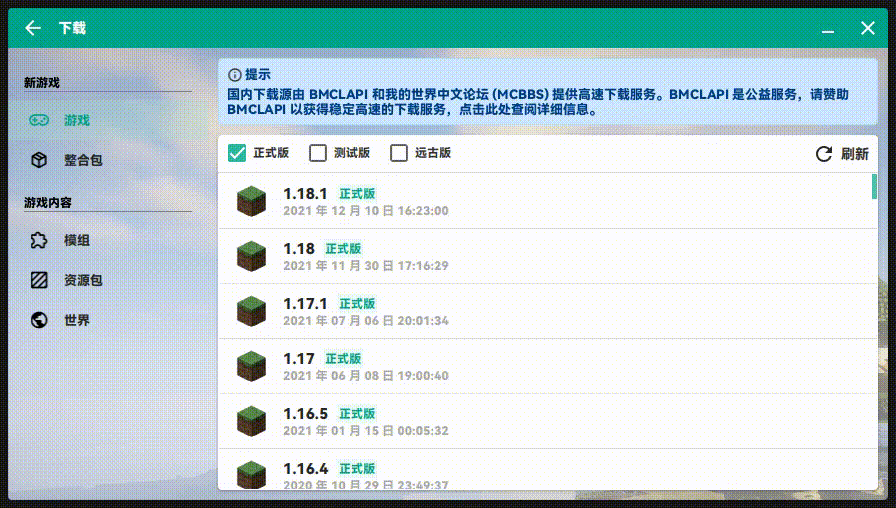 下载
新游戏
游戏
整合包
游戏内容
模组
资源包
世界
提示
国内下载源由 BMCLAPI 和我的世界中文论坛 (MCBBS) 提供高速下载服务。BMCLAPI 是公益服务，请赞助
BMCLAPI 以获得稳定高速的下载服务，点击此处查阅详细信息。
正式版 测试版 远古版 刷新
1.18.1 正式版
2021 年 12 月 10 日 16:23:00
1.18 正式版
2021 年 11 月 30 日 17:16:29
1.17.1 正式版
2021 年 07 月 06 日 20:01:34
1.17 正式版
2021 年 06 月 08 日 19:00:40
1.16.5 正式版
2021 年 01 月 15 日 00:05:32
1.16.4 正式版
2020 年 10 月 29 日 23:49:37